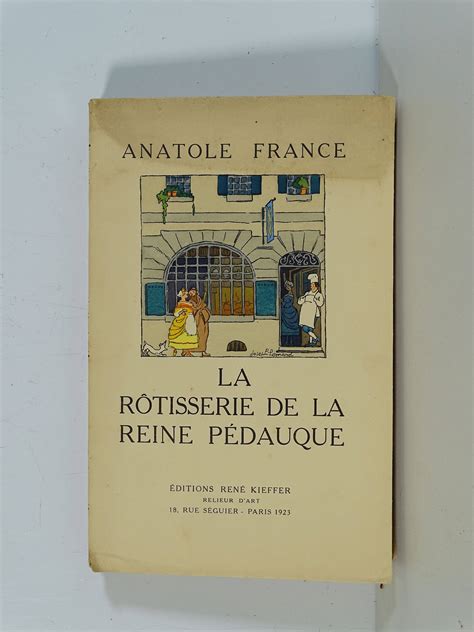 ANATOLE FRANCE
LA
RÔTISSERIE DE LA
REINE PÉDAUQUE
ÉDITIONS RENÉ KIEFFER
RELIEUR D'ART
18, RUE SÉGUIER - PARIS 1923